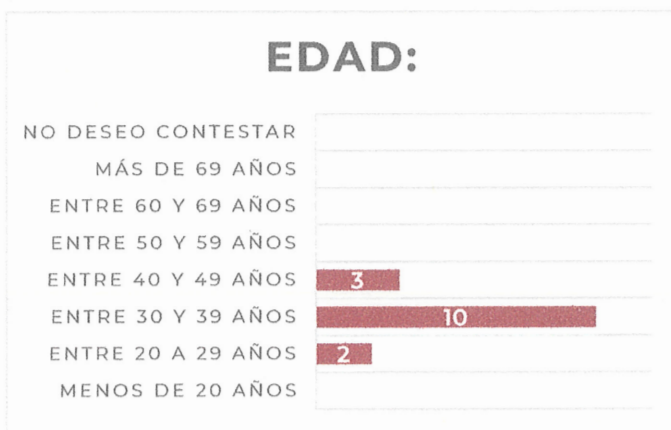 EDAD:
NO DESEO CONTESTAR
MÁS DE 69 AÑOS
ENTRE 60 Y 69 AÑOS
ENTRE 50 Y 59 AÑOS
ENTRE 40 Y 49 AÑOS 3
ENTRE 30 Y 39 AÑOS 10
ENTRE 20 A 29 AÑOS 2
MENOS DE 20 AÑOS